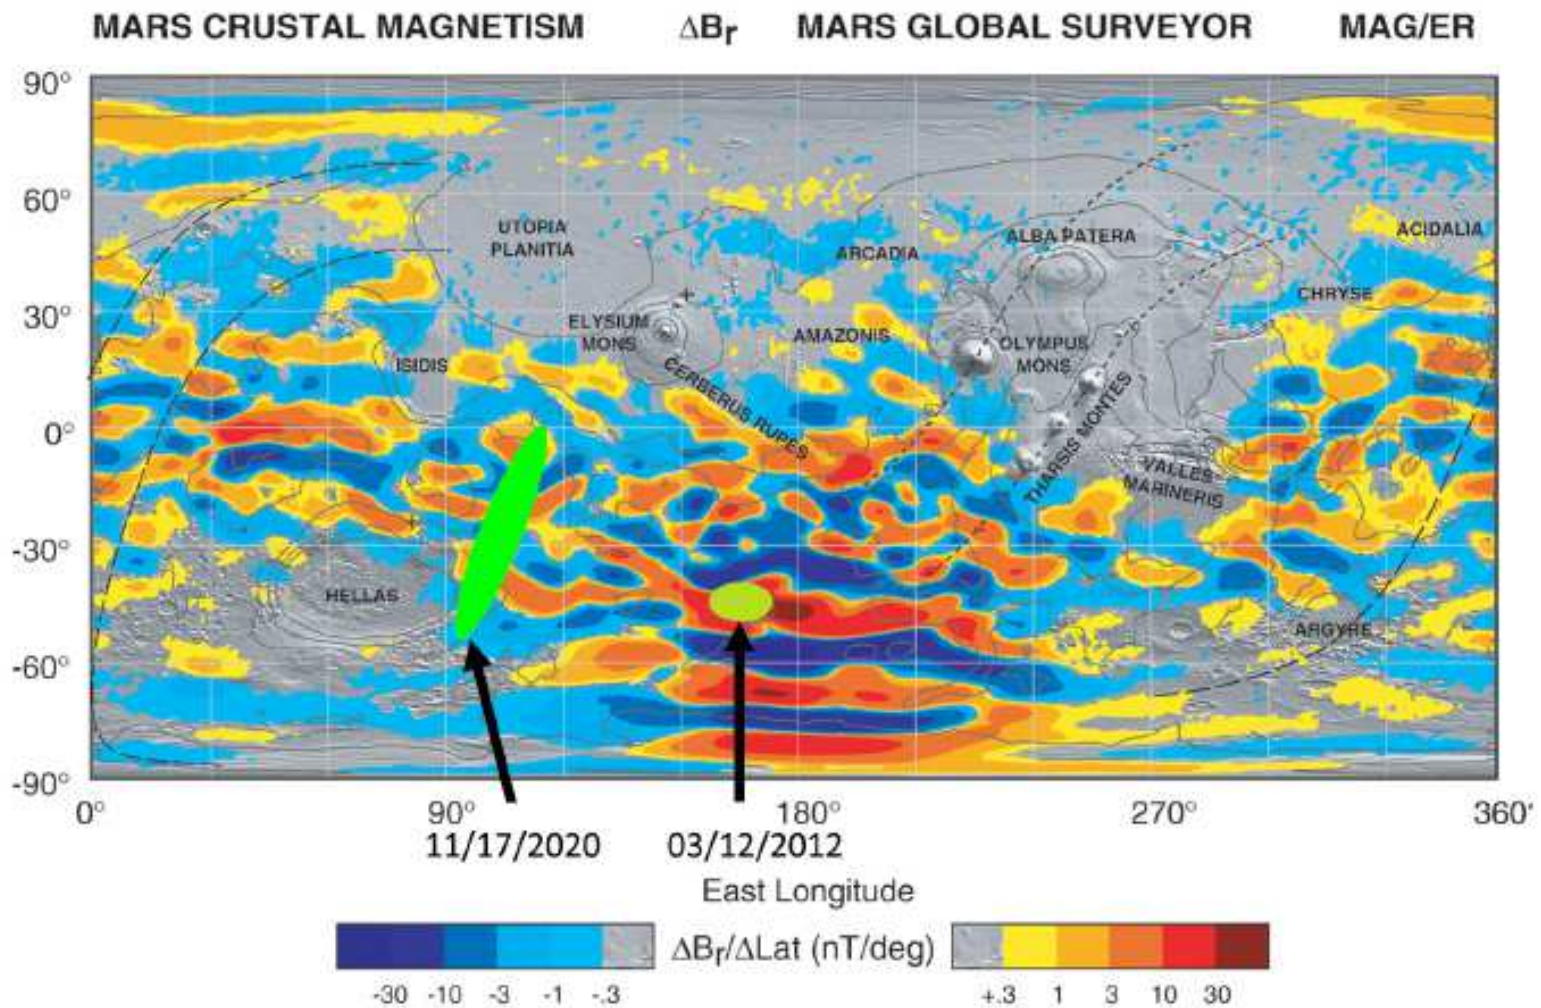 MARS CRUSTAL MAGNETISM ΔBr MARS GLOBAL SURVEYOR MAG/ER
90°
60°
30°
0°
-30°
-60°
-90°
UTOPIA
PLANITIA
ARCADIA
ALBA PATERA
ACIDALIA
CHRYSE
ELYSIUM
MONS
AMAZONIS
OLYMPUS
MONS
ISIDIS
CERBERUS RUPES
THARSIS MONTES
VALLES
MARINERIS
HELLAS
ARGYRE
0° 90° 180° 270° 360'
11/17/2020 03/12/2012
East Longitude
ΔBr/ΔLat (nT/deg)
-30 -10 -3 -1 -.3 +.3 1 3 10 30